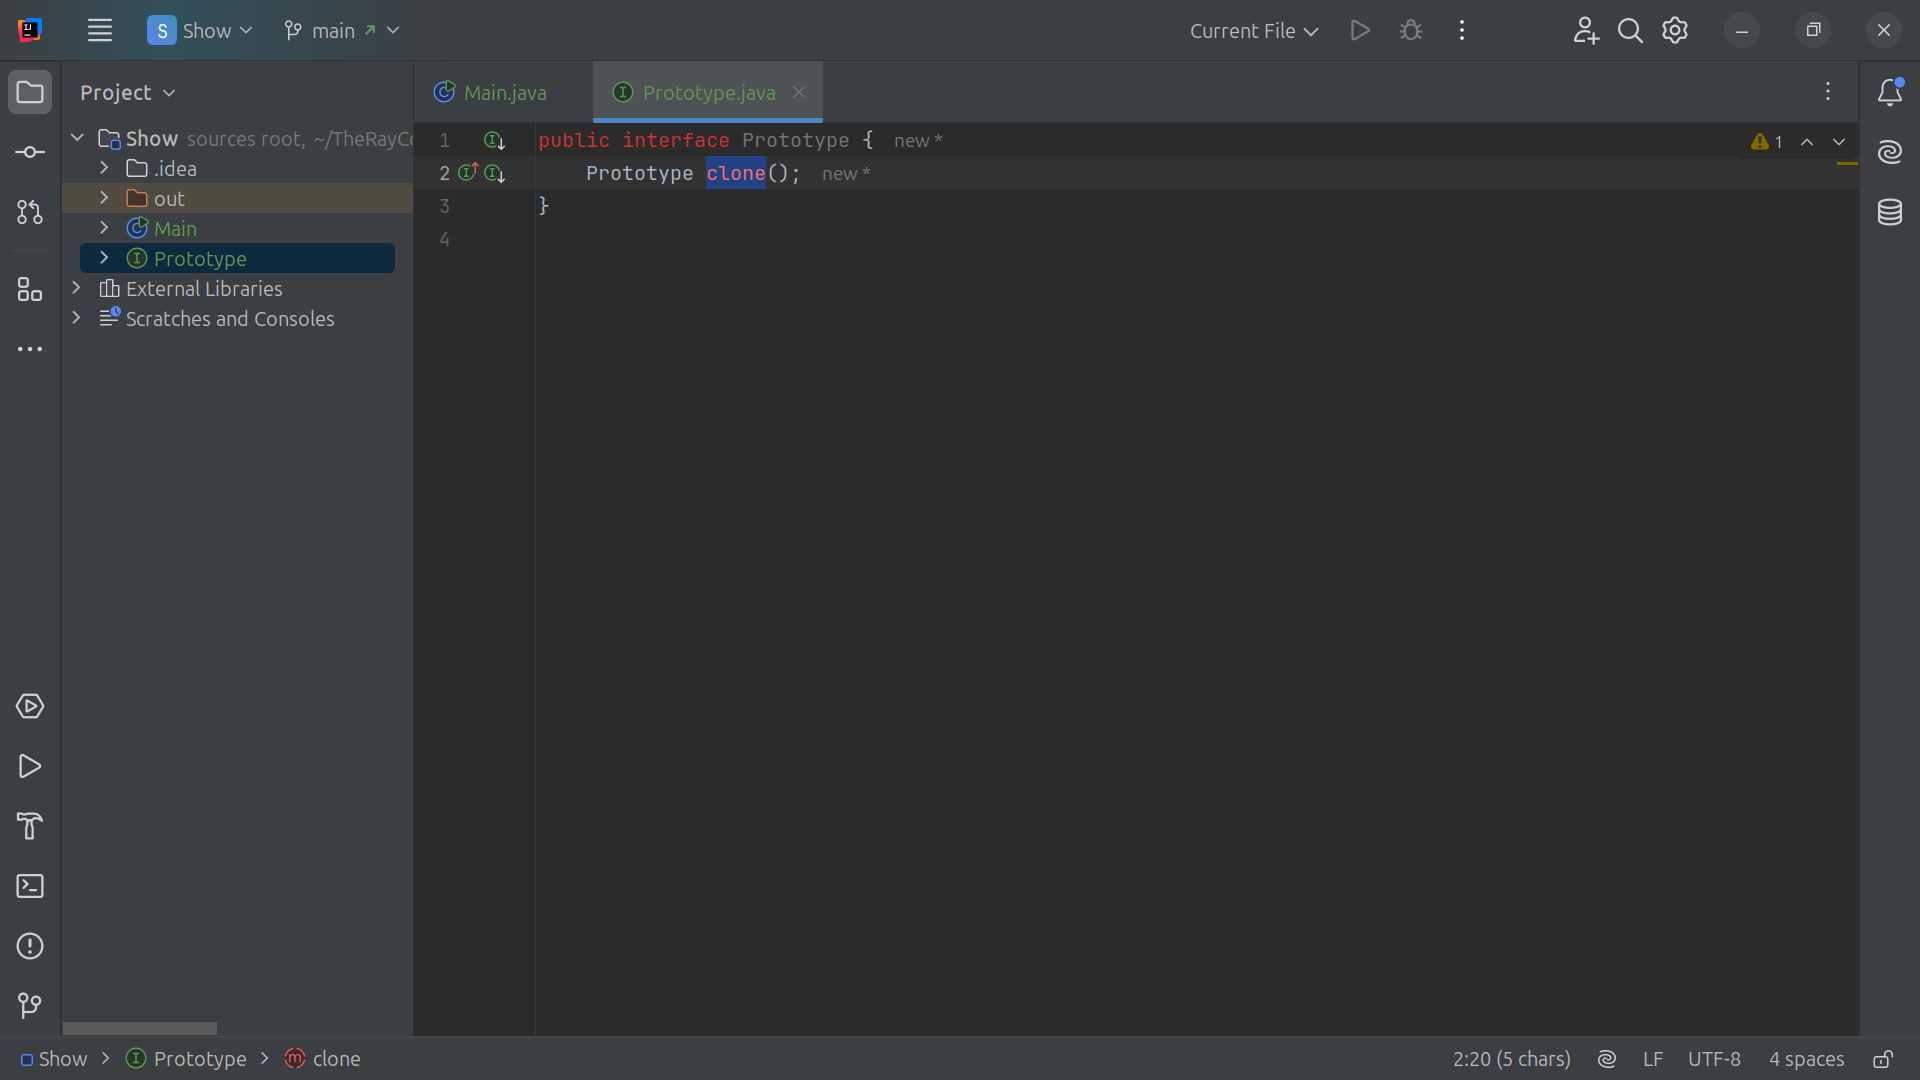 S Show main Current File
Project
Main.java Prototype.java
Show sources root, ~/TheRayCo
.idea
out
Main
Prototype
External Libraries
Scratches and Consoles
1 public interface Prototype { new *
2 Prototype clone(); new *
3 }
4
1
Show > Prototype > clone
2:20 (5 chars) LF UTF-8 4 spaces